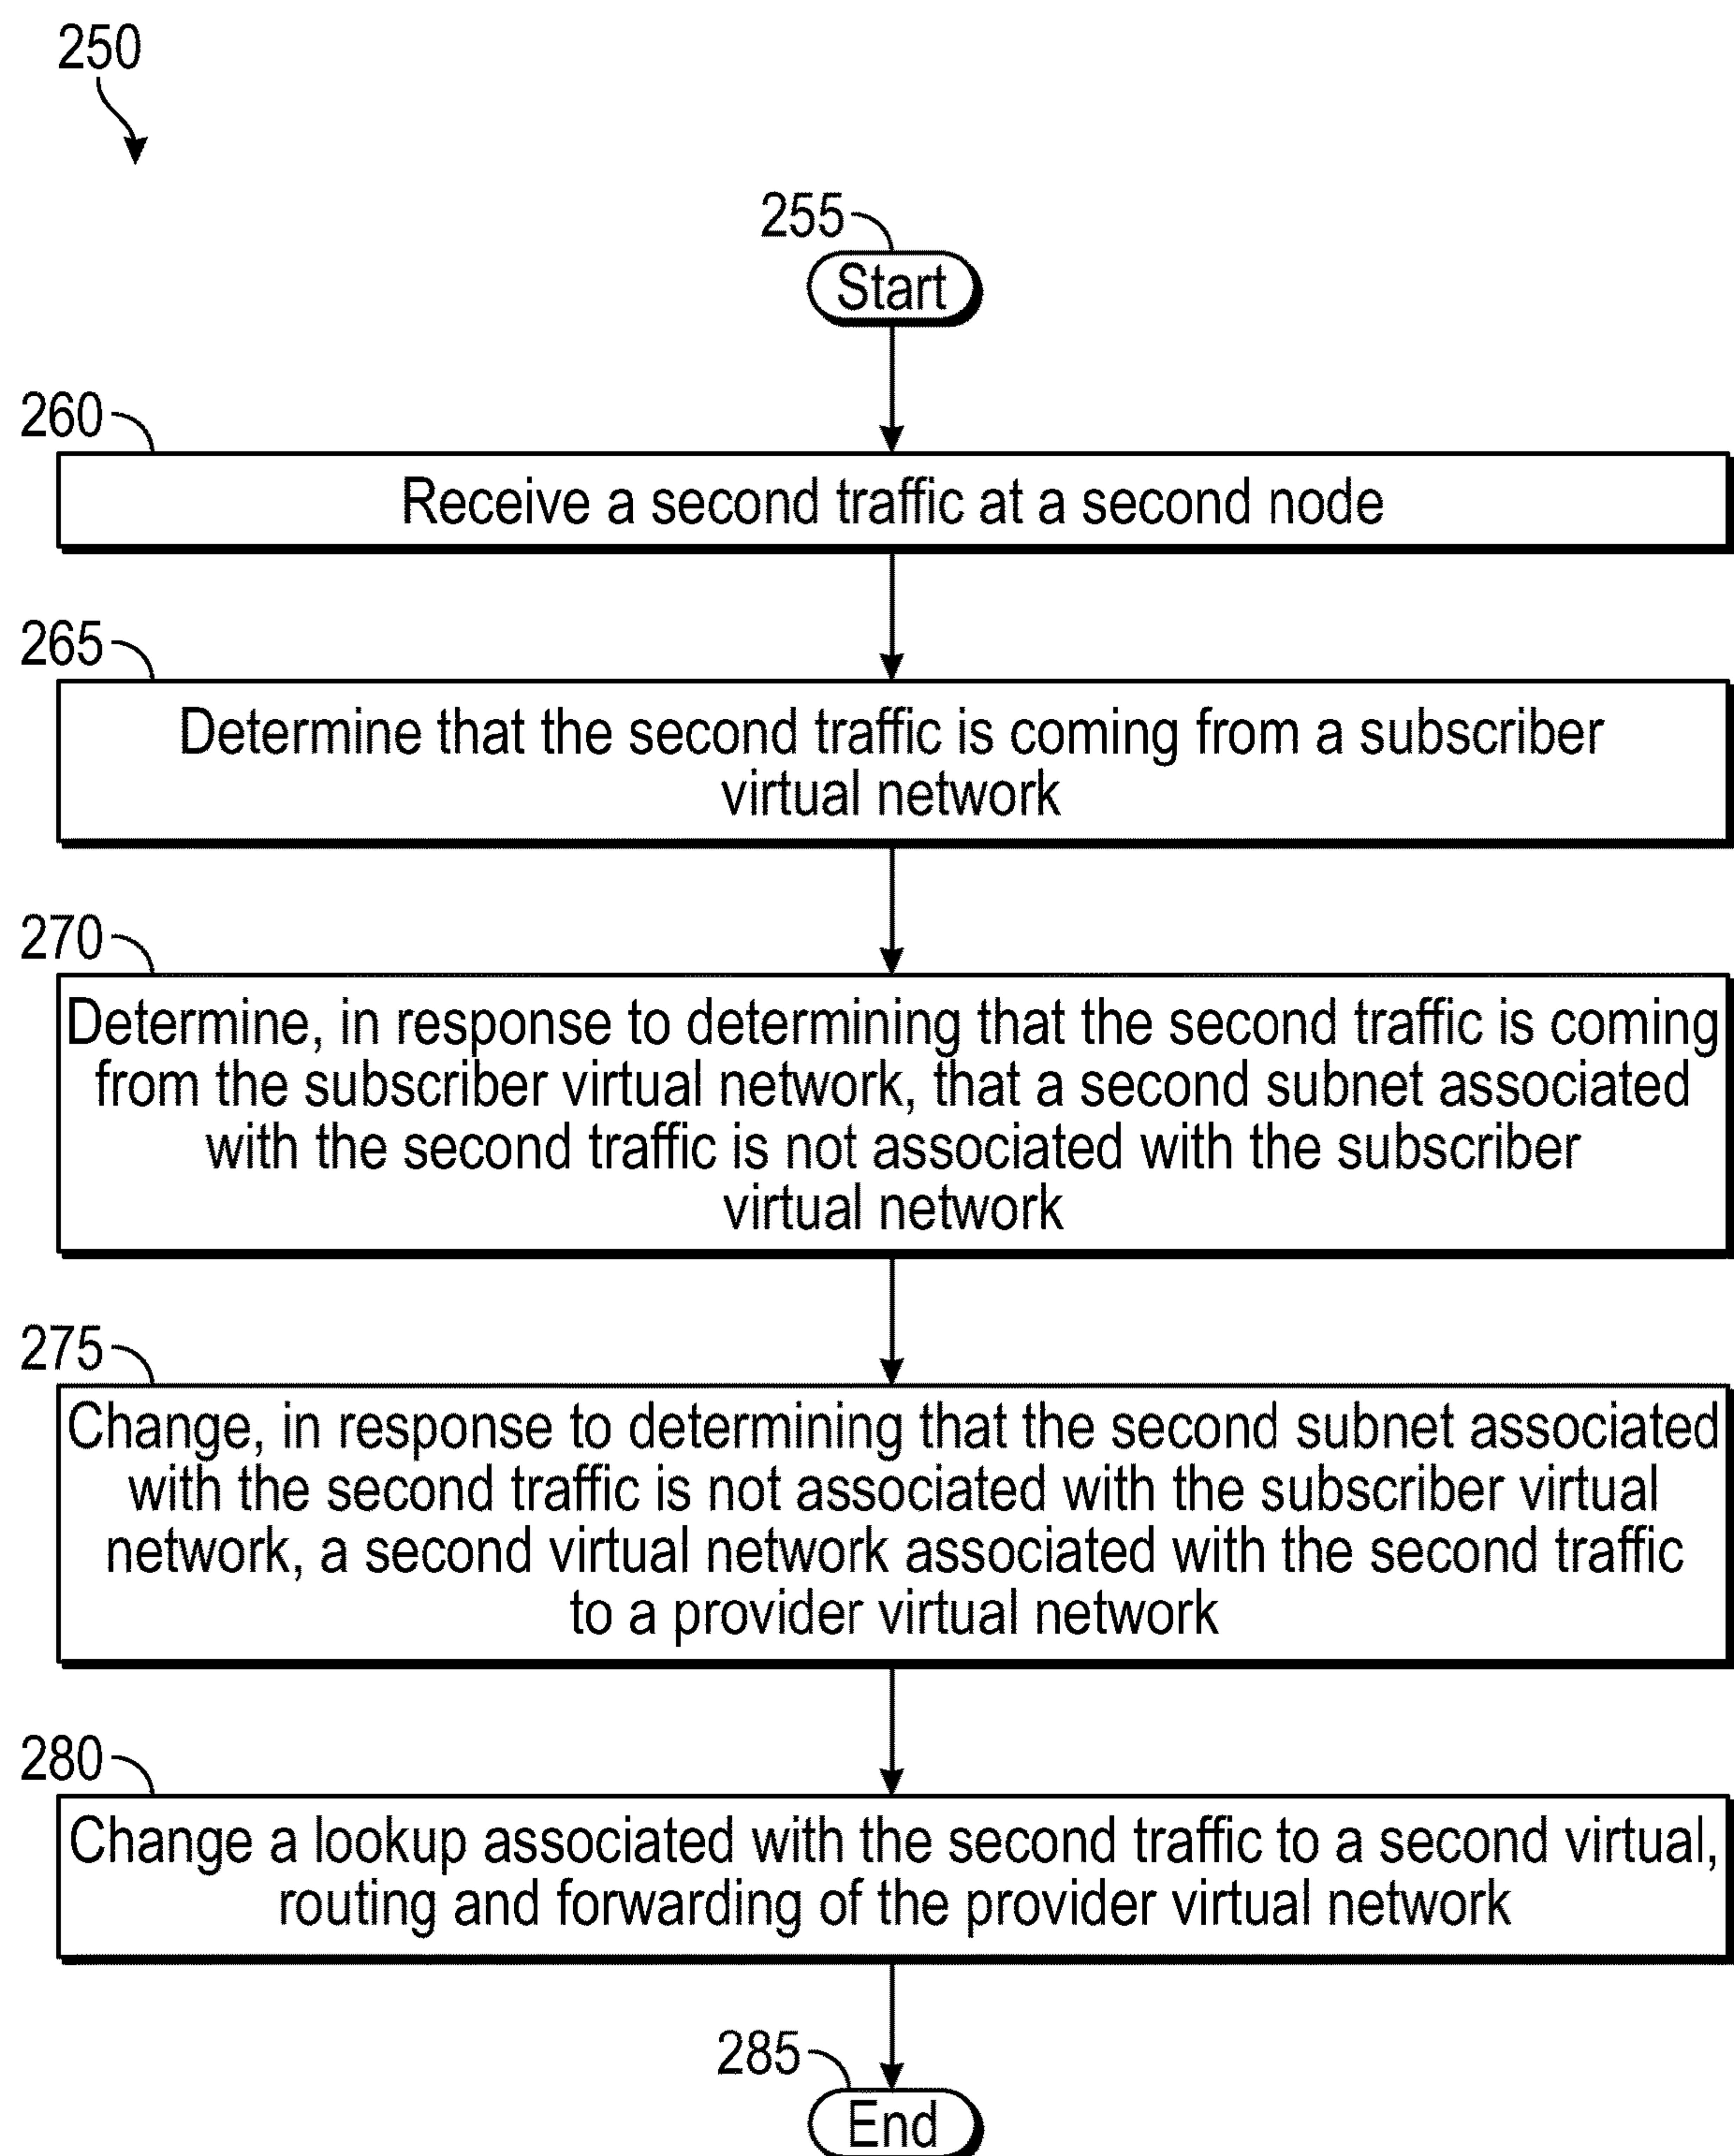 250
255
Start
260
Receive a second traffic at a second node
265
Determine that the second traffic is coming from a subscriber
virtual network
270
Determine, in response to determining that the second traffic is coming
from the subscriber virtual network, that a second subnet associated
with the second traffic is not associated with the subscriber
virtual network
275
Change, in response to determining that the second subnet associated
with the second traffic is not associated with the subscriber virtual
network, a second virtual network associated with the second traffic
to a provider virtual network
280
Change a lookup associated with the second traffic to a second virtual,
routing and forwarding of the provider virtual network
285
End